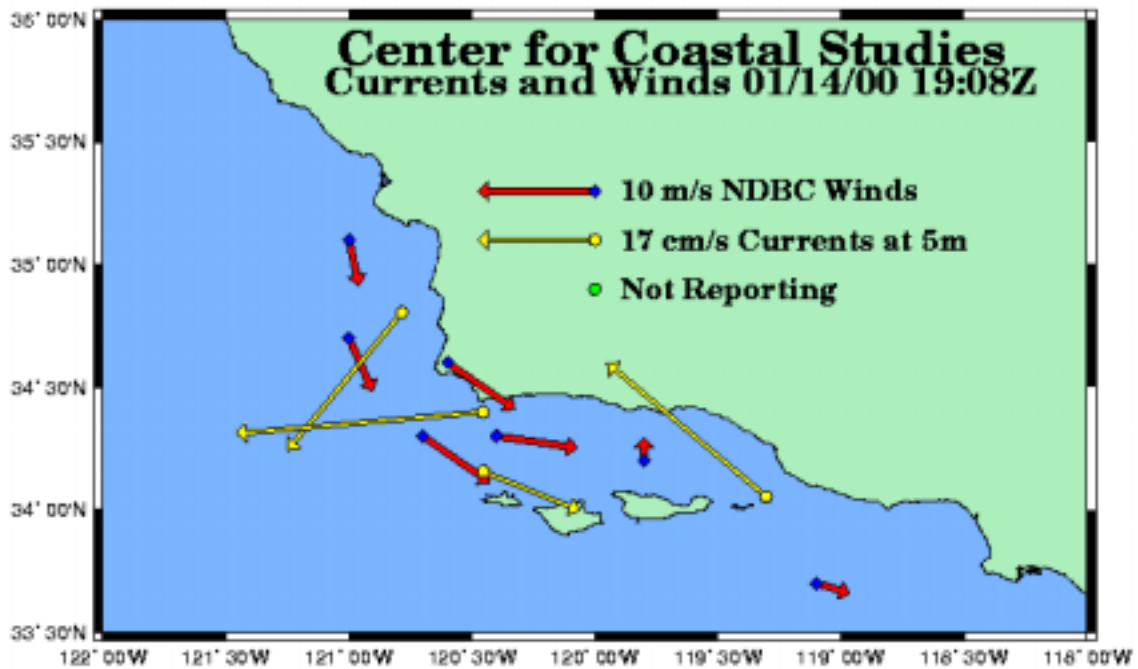 36° 00'N
Center for Coastal Studies
Currents and Winds 01/14/00 19:08Z
35° 30'N
10 m/s NDBC Winds
17 cm/s Currents at 5m
35° 00'N
Not Reporting
34° 30'N
34° 00'N
33° 30'N
122° 00'W 121° 30'W 121° 00'W 120° 30'W 120° 00'W 119° 30'W 119° 00'W 118° 30'W 118° 00'W